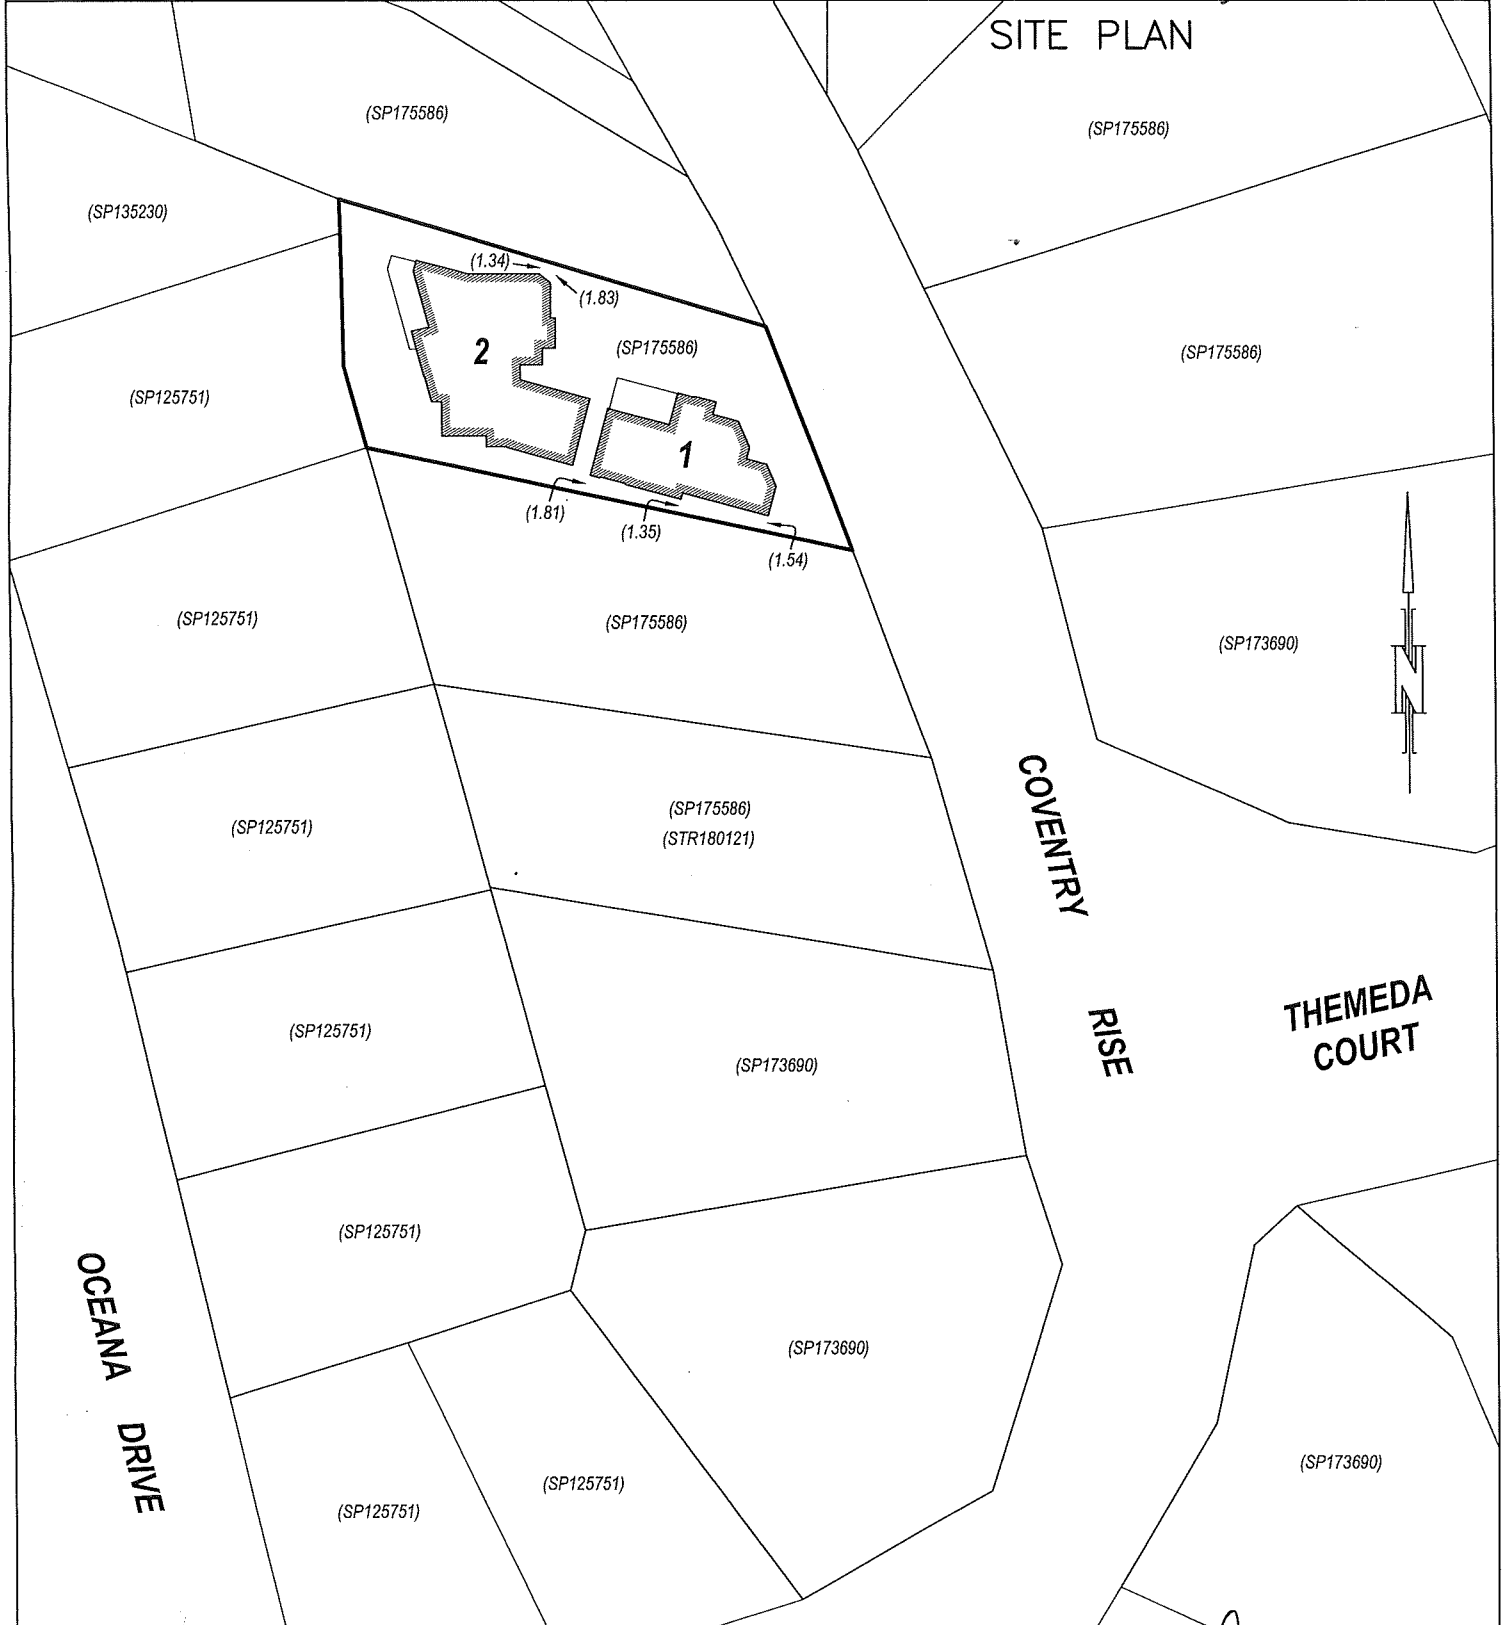 SITE PLAN
(SP175586)
(SP175586)
(SP135230)
(1.34)
(1.83)
2
(SP175586)
(SP175586)
(SP125751)
1
(1.81)
(1.35)
(1.54)
(SP125751)
(SP175586)
(SP173690)
N
COVENTRY
RISE
(SP175586)
(STR180121)
(SP125751)
THEMEDA
COURT
(SP125751)
(SP173690)
(SP125751)
OCEANA DRIVE
(SP173690)
(SP173690)
(SP125751)
(SP125751)